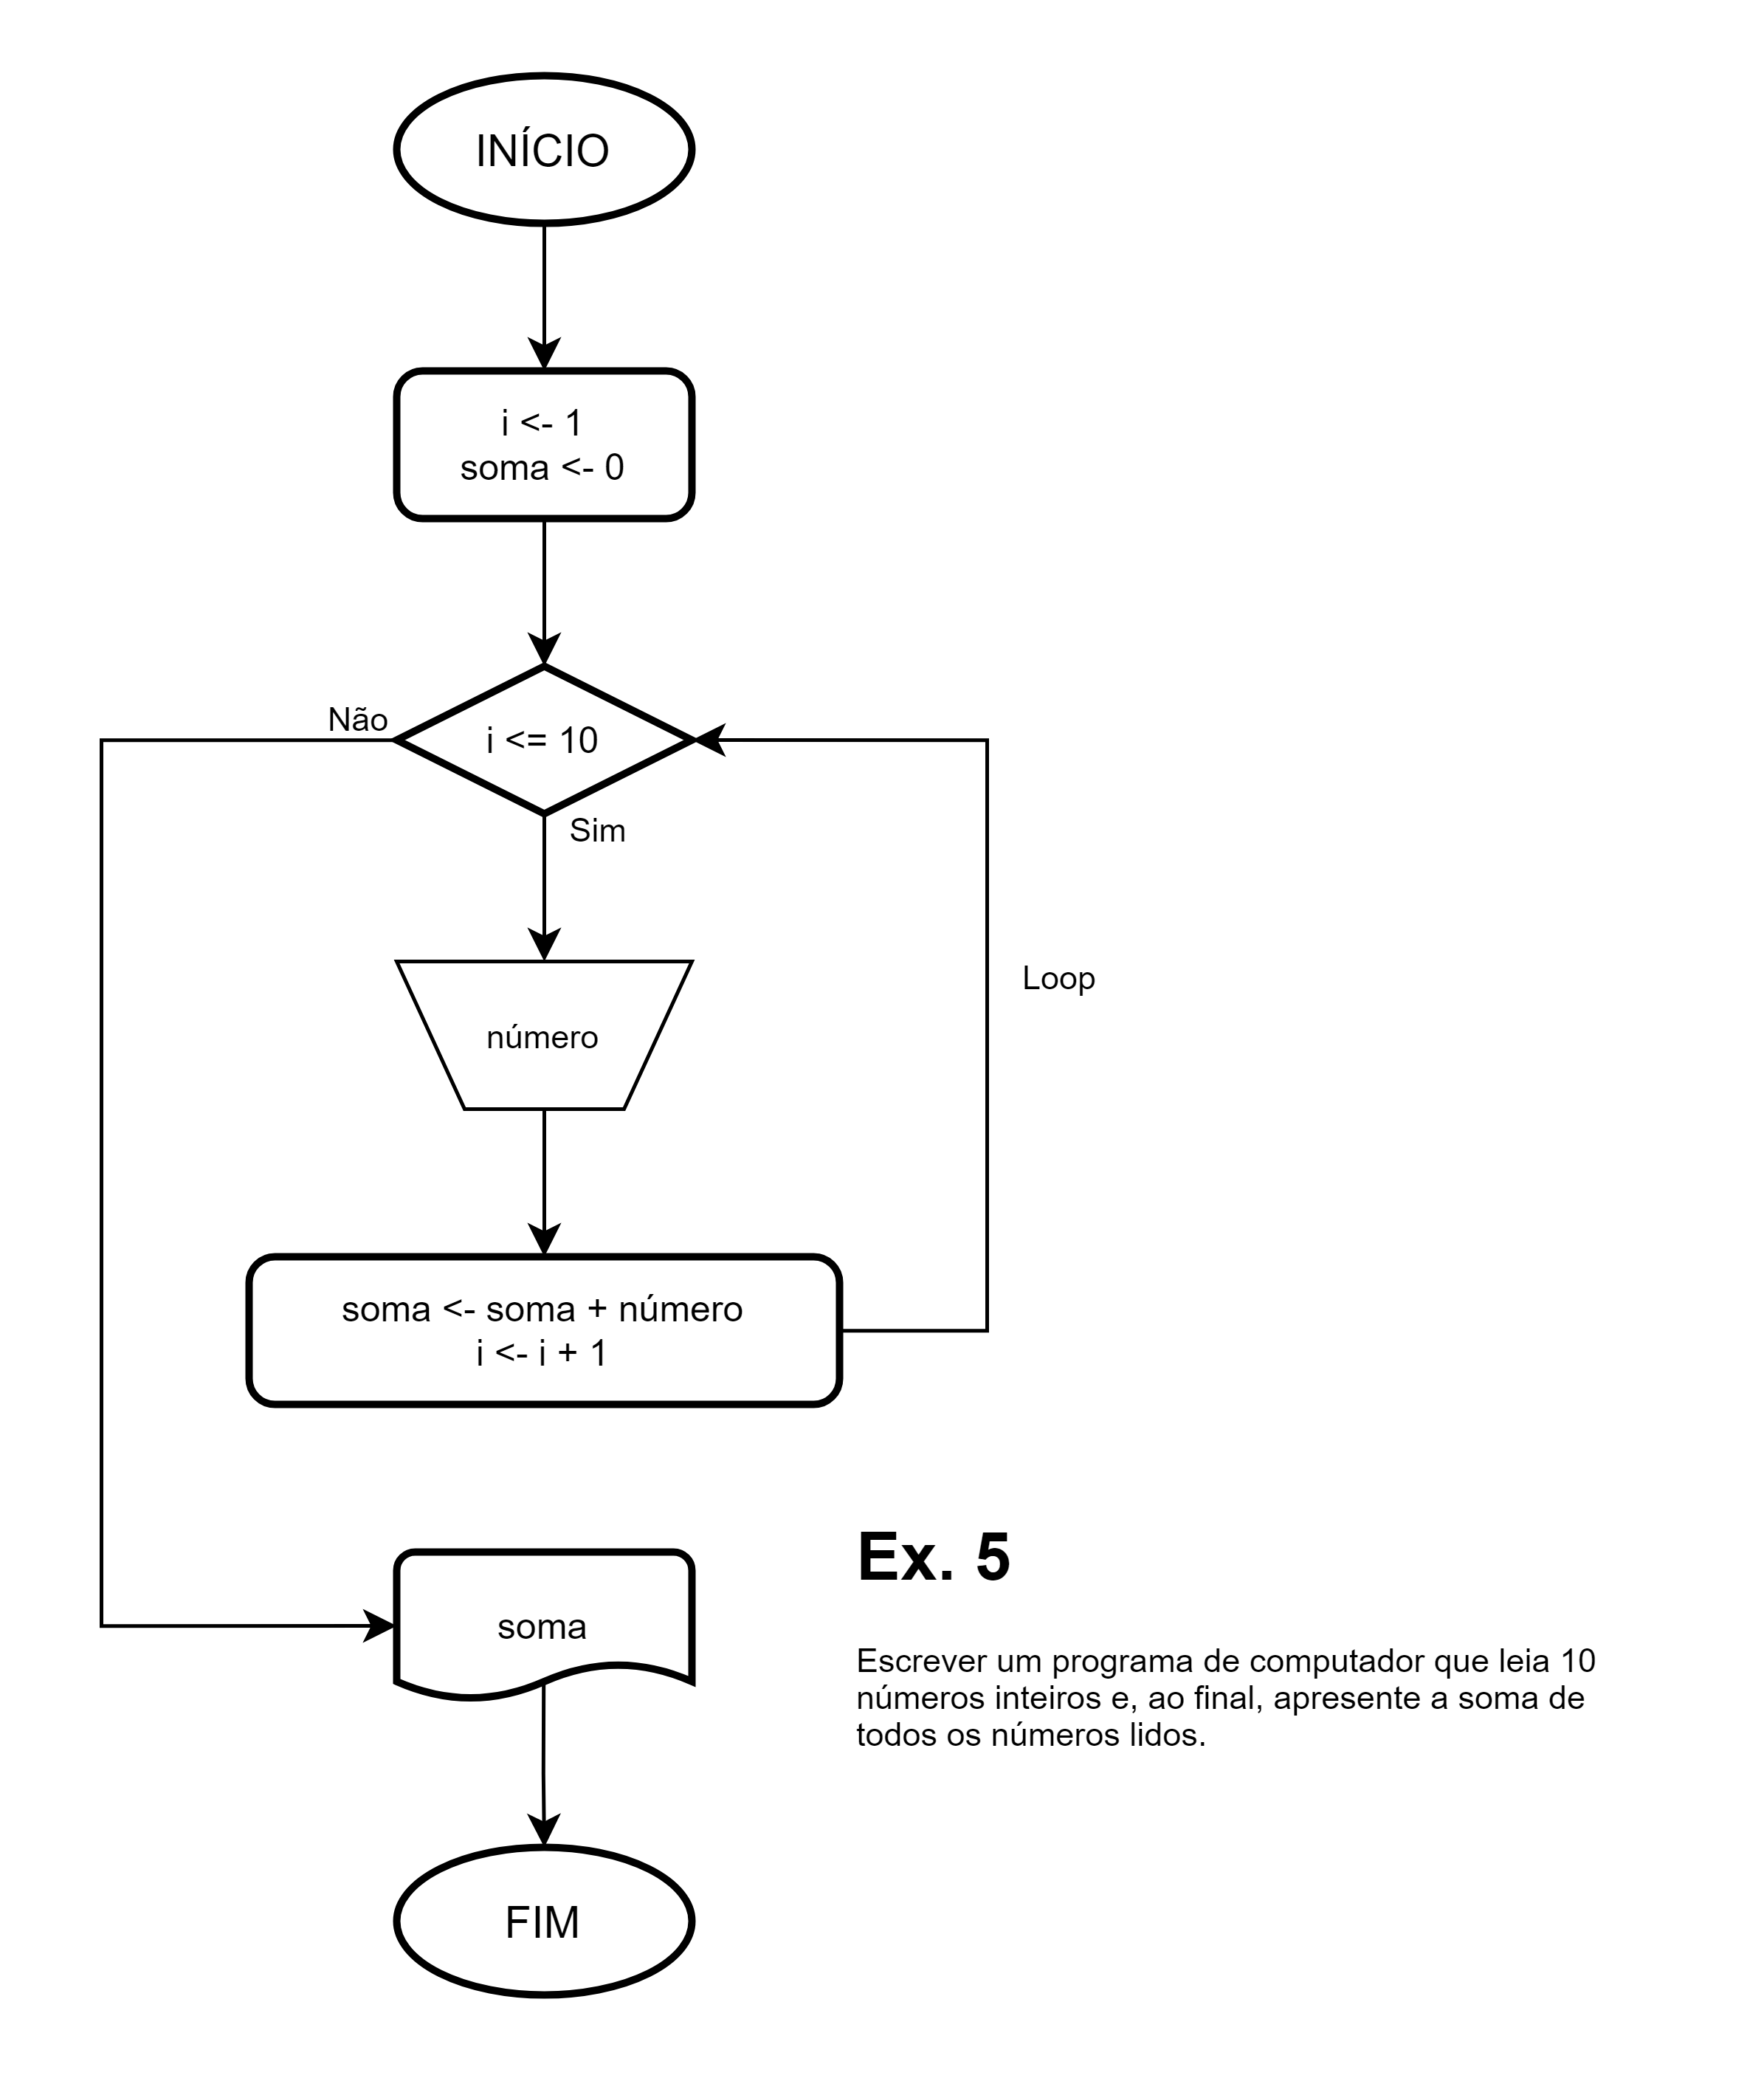 INÍCIO
i <- 1
soma <- 0
Não
i <= 10
Sim
Loop
número
soma <- soma + número
i <- i + 1
soma
Ex. 5
Escrever um programa de computador que leia 10
números inteiros e, ao final, apresente a soma de
todos os números lidos.
FIM